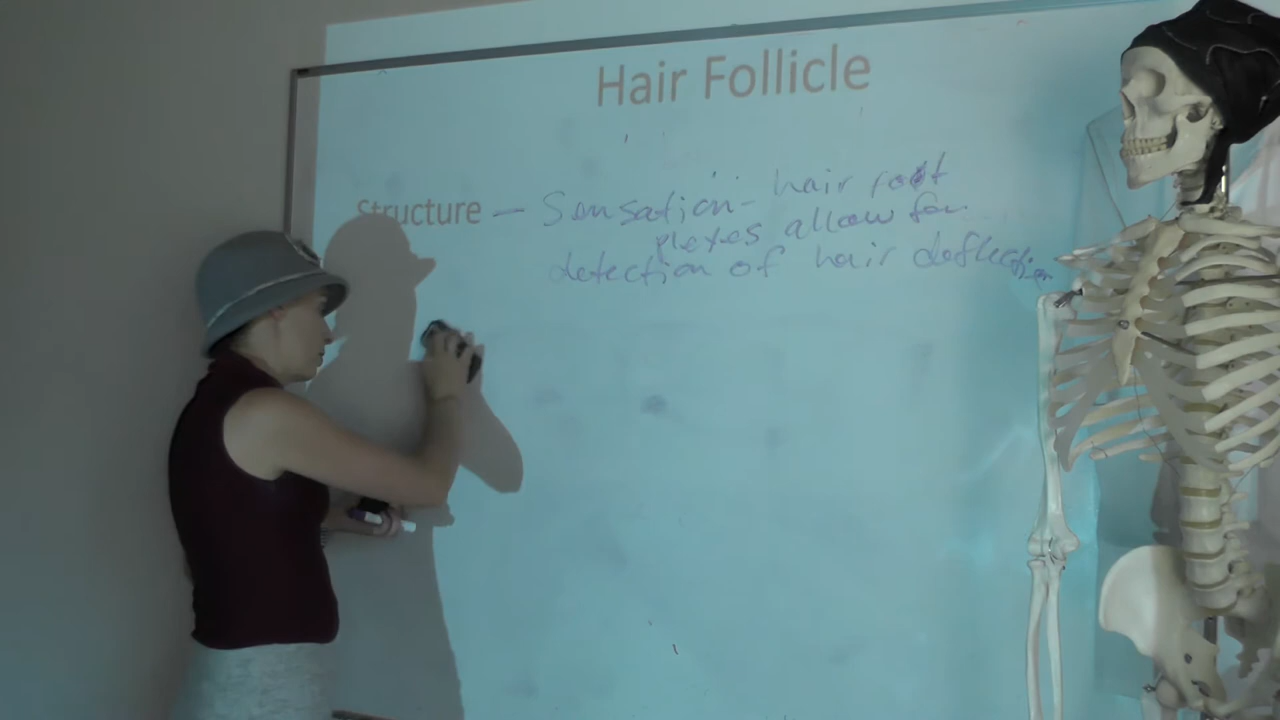 Hair Follicle
Structure – Sensation - hair root
plexes allow for
detection of hair deflection